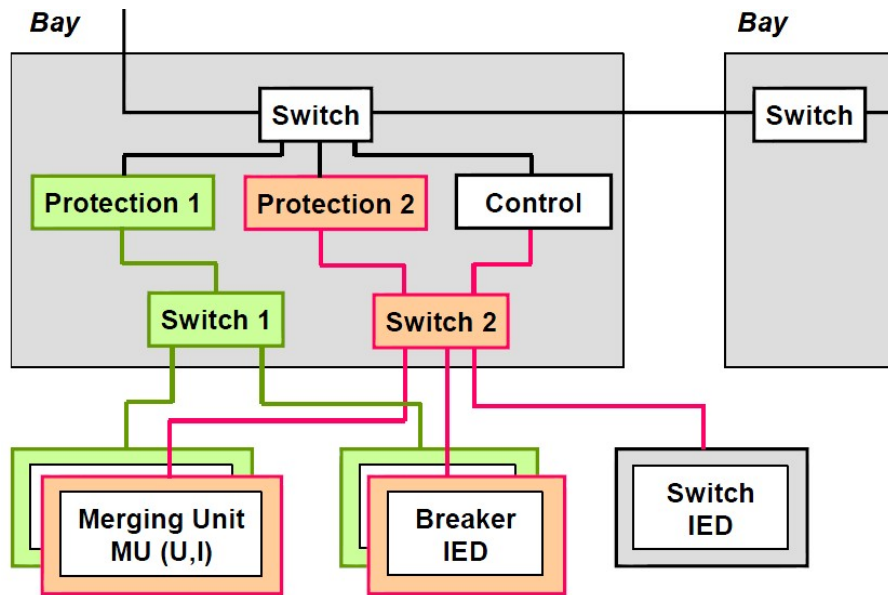 Bay
Bay
Switch
Switch
Protection 1
Protection 2
Control
Switch 1
Switch 2
Merging Unit
MU (U,I)
Breaker
IED
Switch
IED